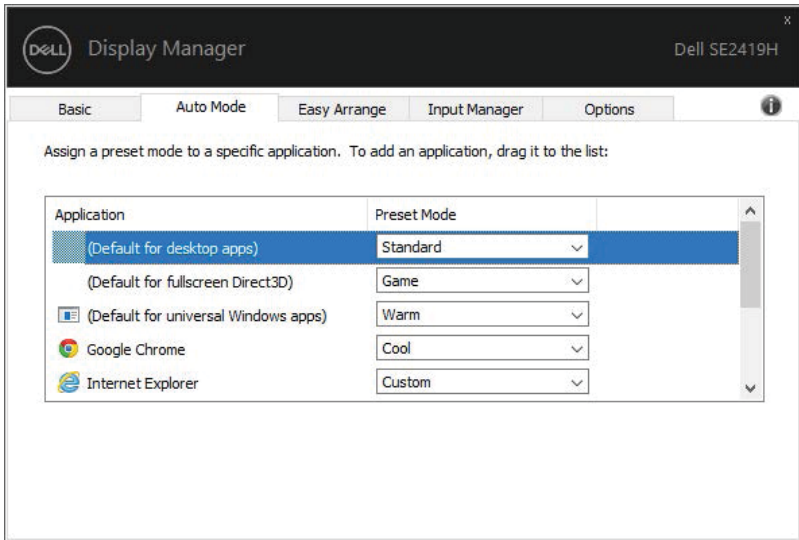 x
DELL Display Manager Dell SE2419H
Basic Auto Mode Easy Arrange Input Manager Options
Assign a preset mode to a specific application. To add an application, drag it to the list:
Application Preset Mode
(Default for desktop apps) Standard
(Default for fullscreen Direct3D) Game
(Default for universal Windows apps) Warm
Google Chrome Cool
Internet Explorer Custom